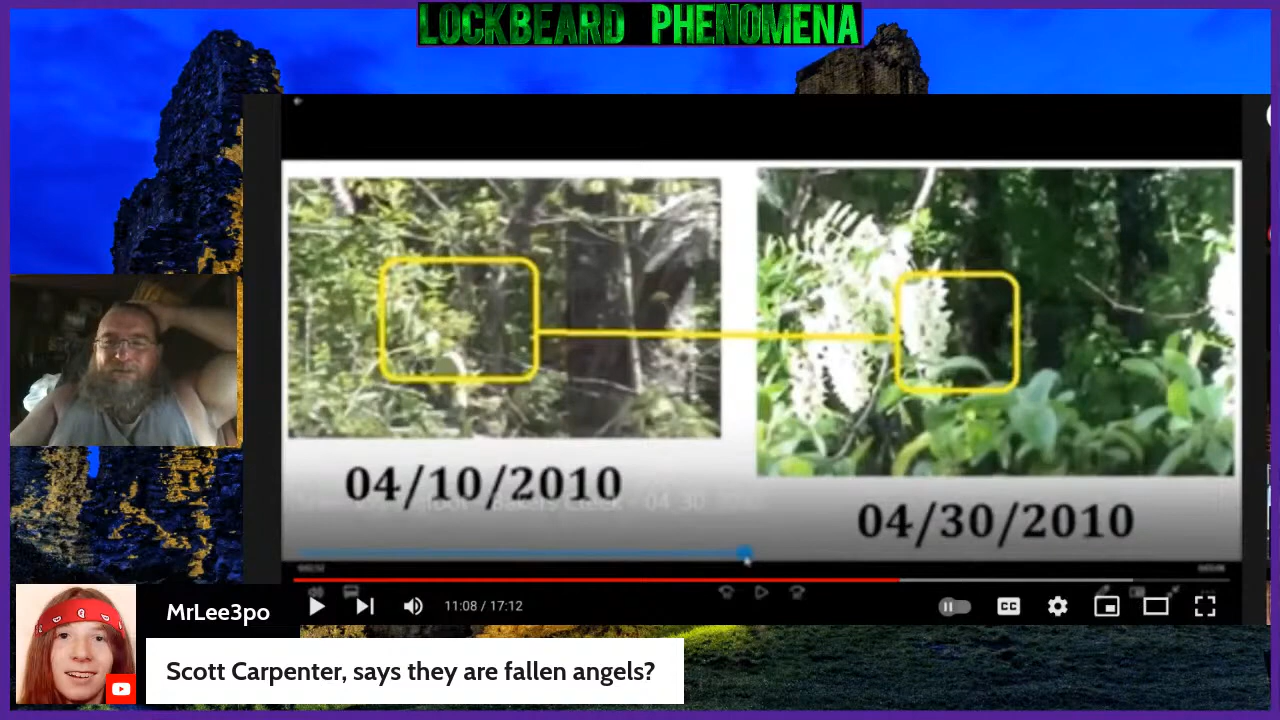 LOCKBEARD PHENOMENA
04/10/2010
04/30/2010
11:08 / 17:12
CC
MrLee3po
Scott Carpenter, says they are fallen angels?